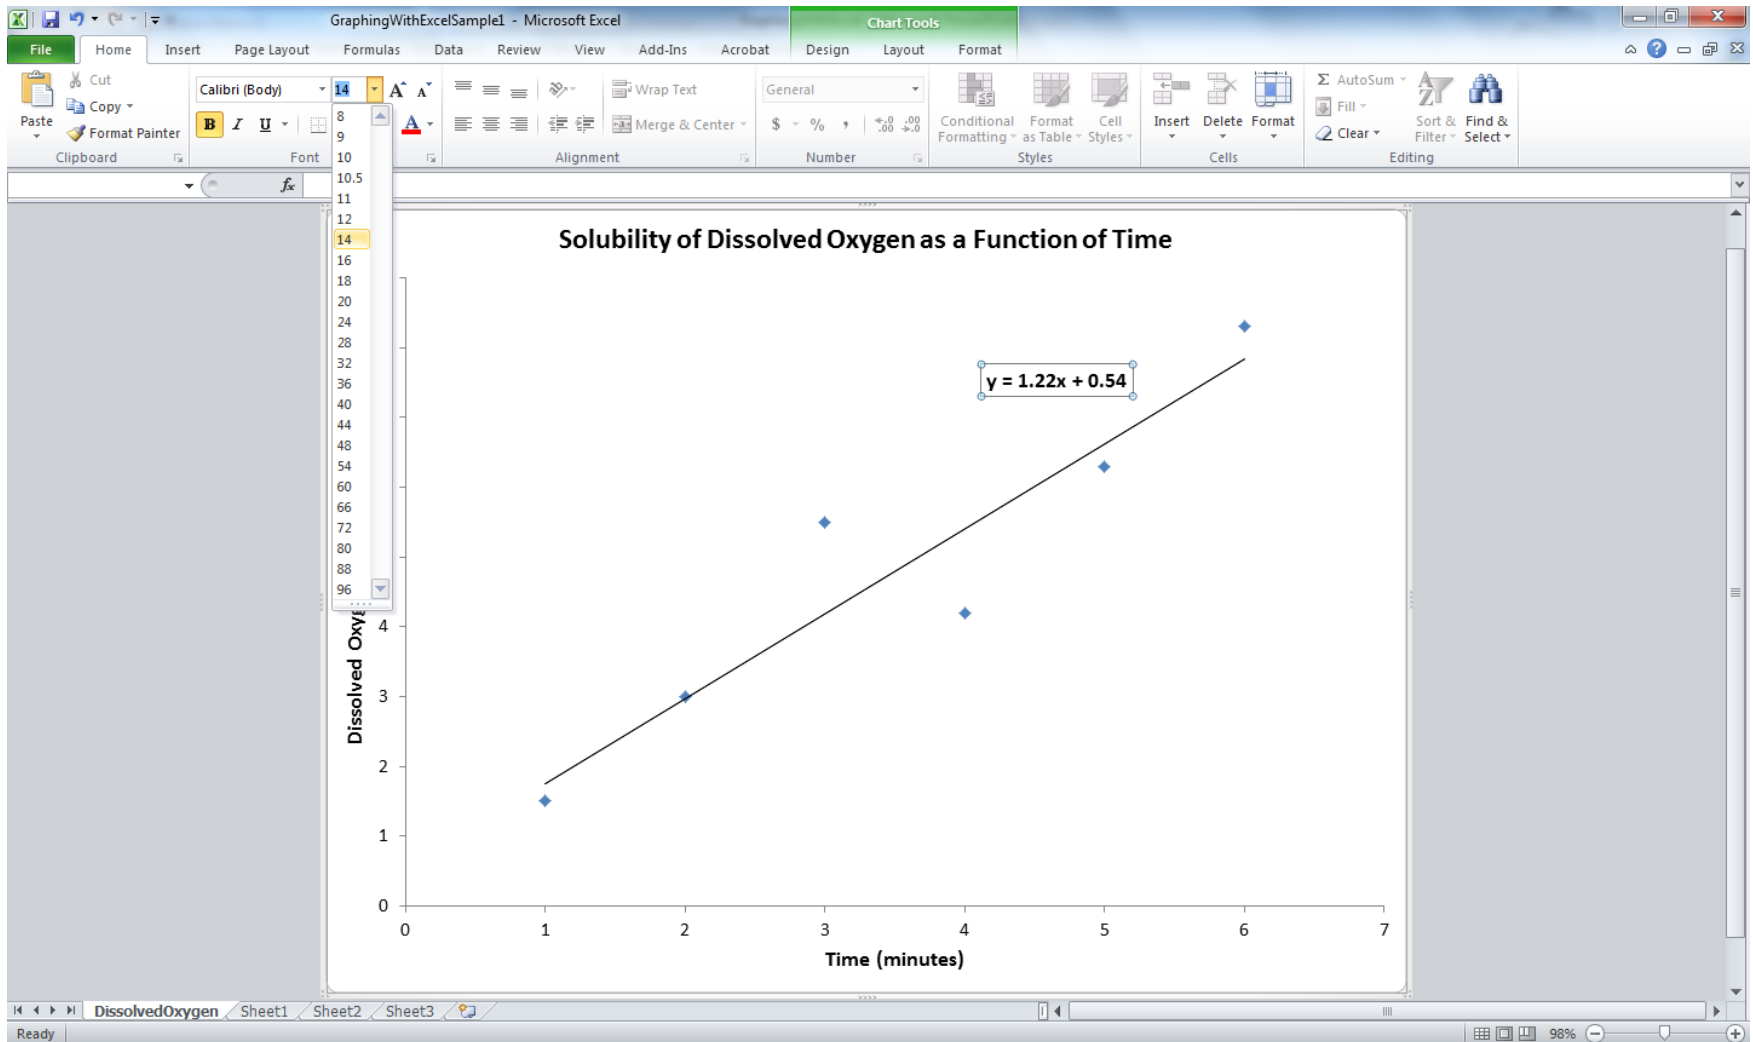 GraphingWithExcelSample1 - Microsoft Excel
Chart Tools
File Home Insert Page Layout Formulas Data Review View Add-Ins Acrobat Design Layout Format
Paste
Cut
Copy
Format Painter
Clipboard
Calibri (Body) 14
B I U
Font
Wrap Text
Merge & Center
Alignment
General
$ % ,
Number
Conditional Formatting
Format as Table
Cell Styles
Styles
Insert Delete Format
Cells
Σ AutoSum
Fill
Clear
Sort & Filter
Find & Select
Editing
fx
8
9
10
10.5
11
12
14
16
18
20
24
28
32
36
40
44
48
54
60
66
72
80
88
96
Solubility of Dissolved Oxygen as a Function of Time
y = 1.22x + 0.54
Dissolved Oxyg
4
3
2
1
0
0 1 2 3 4 5 6 7
Time (minutes)
DissolvedOxygen Sheet1 Sheet2 Sheet3
Ready
98%